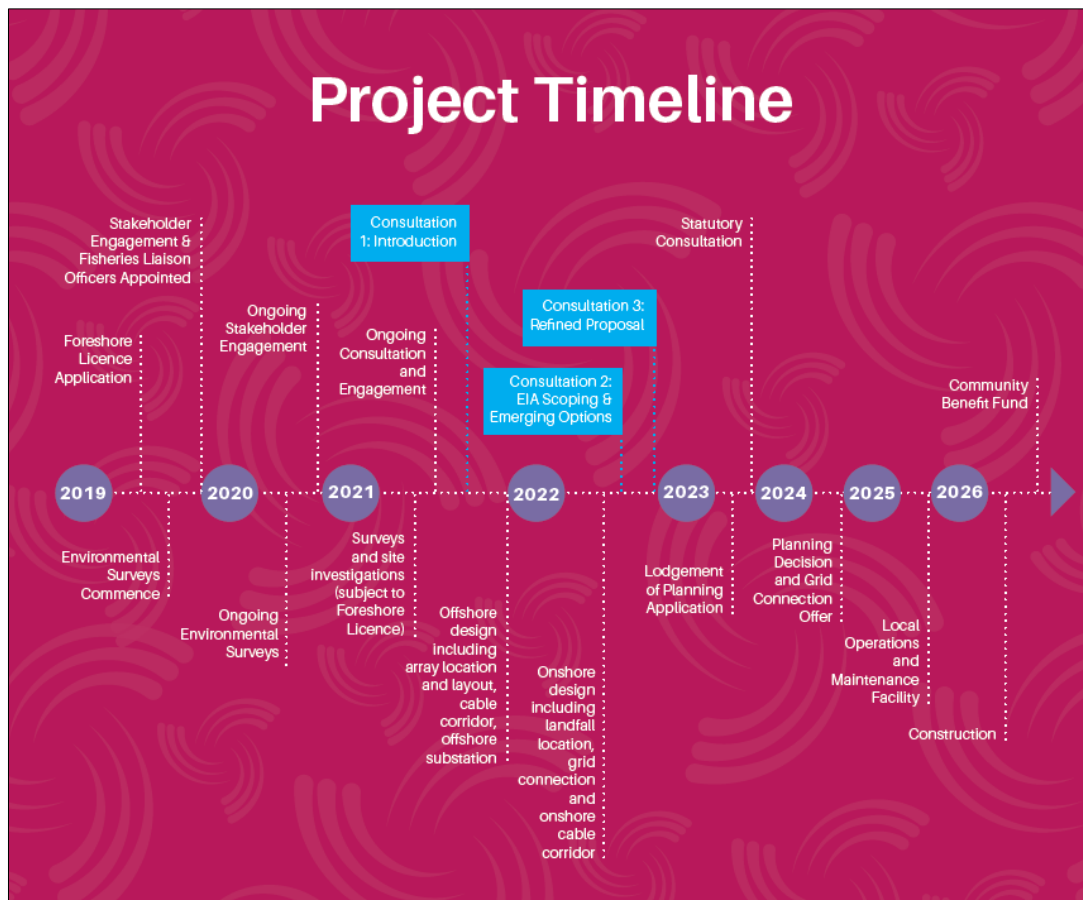 Project Timeline
Stakeholder
Engagement &
Fisheries Liaison
Officers Appointed
Foreshore
Licence
Application
Ongoing
Stakeholder
Engagement
Ongoing
Consultation
and
Engagement
Consultation
1: Introduction
Consultation 2:
EIA Scoping &
Emerging Options
Consultation 3:
Refined Proposal
Statutory
Consultation
Community
Benefit Fund
2019
2020
2021
2022
2023
2024
2025
2026
Environmental
Surveys
Commence
Ongoing
Environmental
Surveys
Surveys
and site
investigations
(subject to
Foreshore
Licence)
Offshore
design
including
array location
and layout,
cable
corridor,
offshore
substation
Onshore
design
including
landfall
location,
grid
connection
and
onshore
cable
corridor
Lodgement
of Planning
Application
Planning
Decision
and Grid
Connection
Offer
Local
Operations
and
Maintenance
Facility
Construction